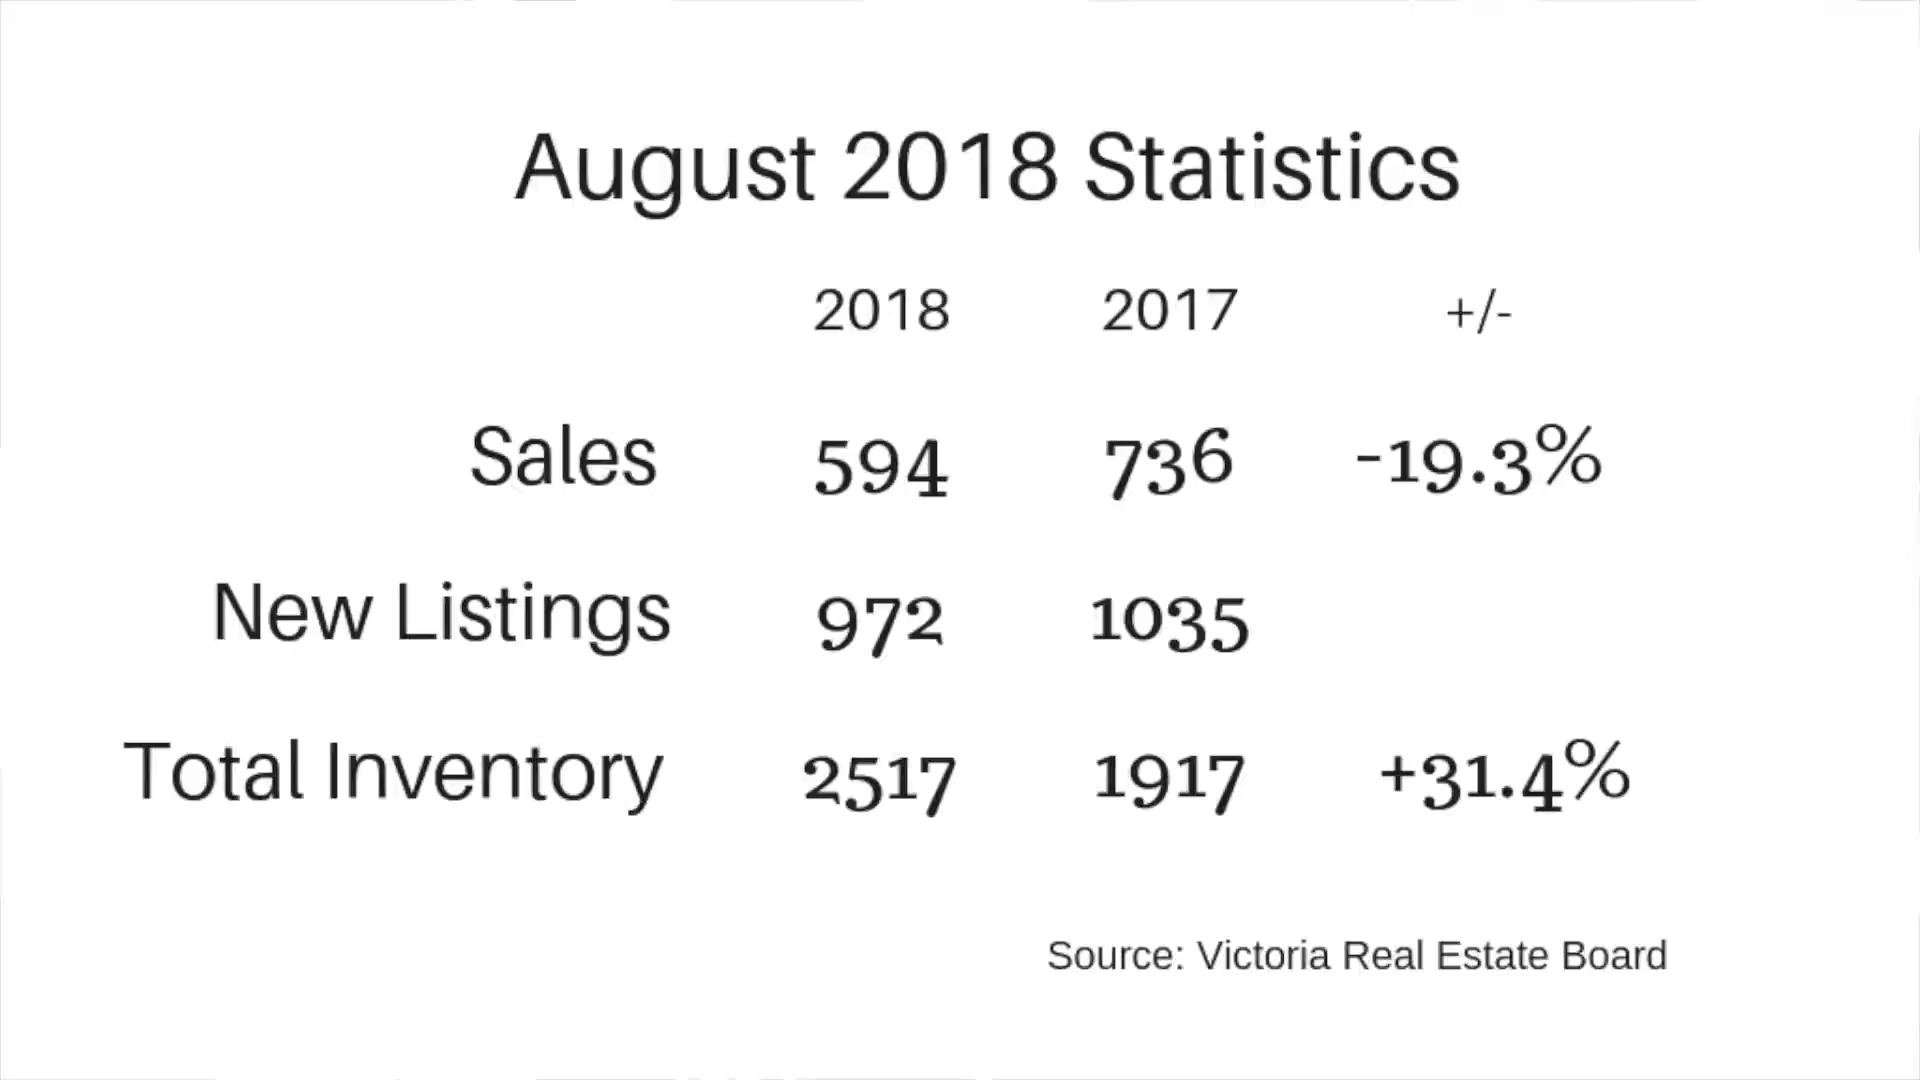 August 2018 Statistics
2018 2017 +/-
Sales 594 736 -19.3%
New Listings 972 1035
Total Inventory 2517 1917 +31.4%
Source: Victoria Real Estate Board